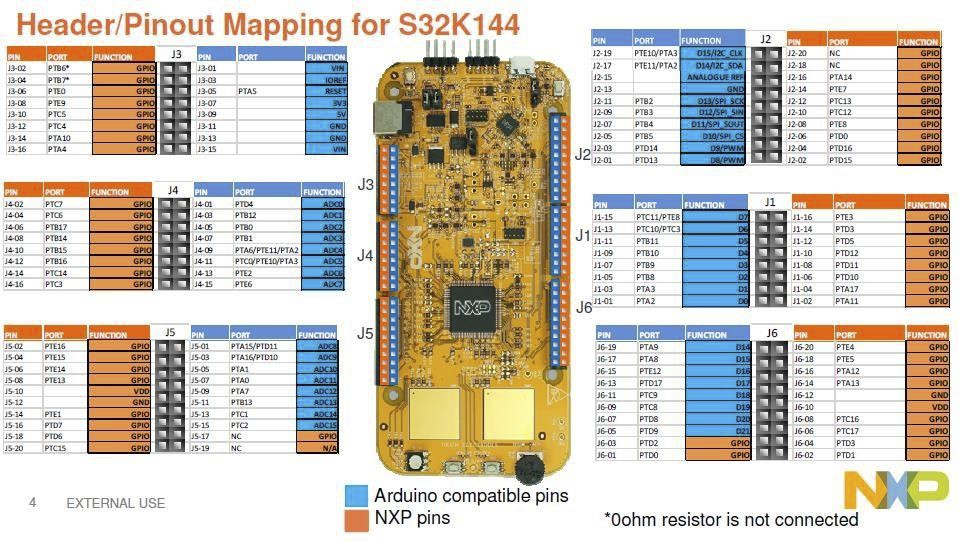 Header/Pinout Mapping for S32K144
PIN PORT FUNCTION J3 PIN PORT FUNCTION
J3-02 PTB6* GPIO J3-01 VIN
J3-04 PTB7* GPIO J3-03 IOREF
J3-06 PTE0 GPIO J3-05 PTA5 RESET
J3-08 PTE9 GPIO J3-07 3V3
J3-10 PTC5 GPIO J3-09 5V
J3-12 PTC4 GPIO J3-11 GND
J3-14 PTA10 GPIO J3-13 GND
J3-16 PTA4 GPIO J3-15 VIN
PIN PORT FUNCTION J4 PIN PORT FUNCTION
J4-02 PTC7 GPIO J4-01 PTD4 ADC0
J4-04 PTC6 GPIO J4-03 PTB12 ADC1
J4-06 PTB17 GPIO J4-05 PTB0 ADC2
J4-08 PTB14 GPIO J4-07 PTB1 ADC3
J4-10 PTB15 GPIO J4-09 PTA6/PTE11/PTA2 ADC4
J4-12 PTB16 GPIO J4-11 PTC0/PTE10/PTA3 ADC5
J4-14 PTC14 GPIO J4-13 PTE2 ADC6
J4-16 PTC3 GPIO J4-15 PTE6 ADC7
PIN PORT FUNCTION J5 PIN PORT FUNCTION
J5-02 PTE16 GPIO J5-01 PTA15/PTD11 ADC8
J5-04 PTE15 GPIO J5-03 PTA16/PTD10 ADC9
J5-06 PTE14 GPIO J5-05 PTA1 ADC10
J5-08 PTE13 GPIO J5-07 PTA0 ADC11
J5-10 VDD J5-09 PTA7 ADC12
J5-12 GND J5-11 PTB13 ADC13
J5-14 PTE1 GPIO J5-13 PTC1 ADC14
J5-16 PTD7 GPIO J5-15 PTC2 ADC15
J5-18 PTD6 GPIO J5-17 NC GPIO
J5-20 PTC15 GPIO J5-19 NC N/A
J3
J4
J5
NXP
NXP
J2
J1
J6
PIN PORT FUNCTION J2 PIN PORT FUNCTION
J2-19 PTE10/PTA3 D15/I2C_CLK J2-20 NC GPIO
J2-17 PTE11/PTA2 D14/I2C_SDA J2-18 NC GPIO
J2-15 ANALOGUE REF J2-16 PTA14 GPIO
J2-13 GND J2-14 PTE7 GPIO
J2-11 PTB2 D13/SPI_SCK J2-12 PTC13 GPIO
J2-09 PTB3 D12/SPI_SIN J2-10 PTC12 GPIO
J2-07 PTB4 D11/SPI_SOUT J2-08 PTE8 GPIO
J2-05 PTB5 D10/SPI_CS J2-06 PTD0 GPIO
J2-03 PTD14 D9/PWM J2-04 PTD16 GPIO
J2-01 PTD13 D8/PWM J2-02 PTD15 GPIO
PIN PORT FUNCTION J1 PIN PORT FUNCTION
J1-15 PTC11/PTE8 D7 J1-16 PTE3 GPIO
J1-13 PTC10/PTC3 D6 J1-14 PTD3 GPIO
J1-11 PTB11 D5 J1-12 PTD5 GPIO
J1-09 PTB10 D4 J1-10 PTD12 GPIO
J1-07 PTB9 D3 J1-08 PTD11 GPIO
J1-05 PTB8 D2 J1-06 PTD10 GPIO
J1-03 PTA3 D1 J1-04 PTA17 GPIO
J1-01 PTA2 D0 J1-02 PTA11 GPIO
PIN PORT FUNCTION J6 PIN PORT FUNCTION
J6-19 PTA9 D14 J6-20 PTE4 GPIO
J6-17 PTA8 D15 J6-18 PTE5 GPIO
J6-15 PTE12 D16 J6-16 PTA12 GPIO
J6-13 PTD17 D17 J6-14 PTA13 GPIO
J6-11 PTC9 D18 J6-12 GND
J6-09 PTC8 D19 J6-10 VDD
J6-07 PTD8 D20 J6-08 PTC16 GPIO
J6-05 PTD9 D21 J6-06 PTC17 GPIO
J6-03 PTD2 GPIO J6-04 PTD3 GPIO
J6-01 PTD0 GPIO J6-02 PTD1 GPIO
4 EXTERNAL USE
Arduino compatible pins
NXP pins
*0ohm resistor is not connected
NXP